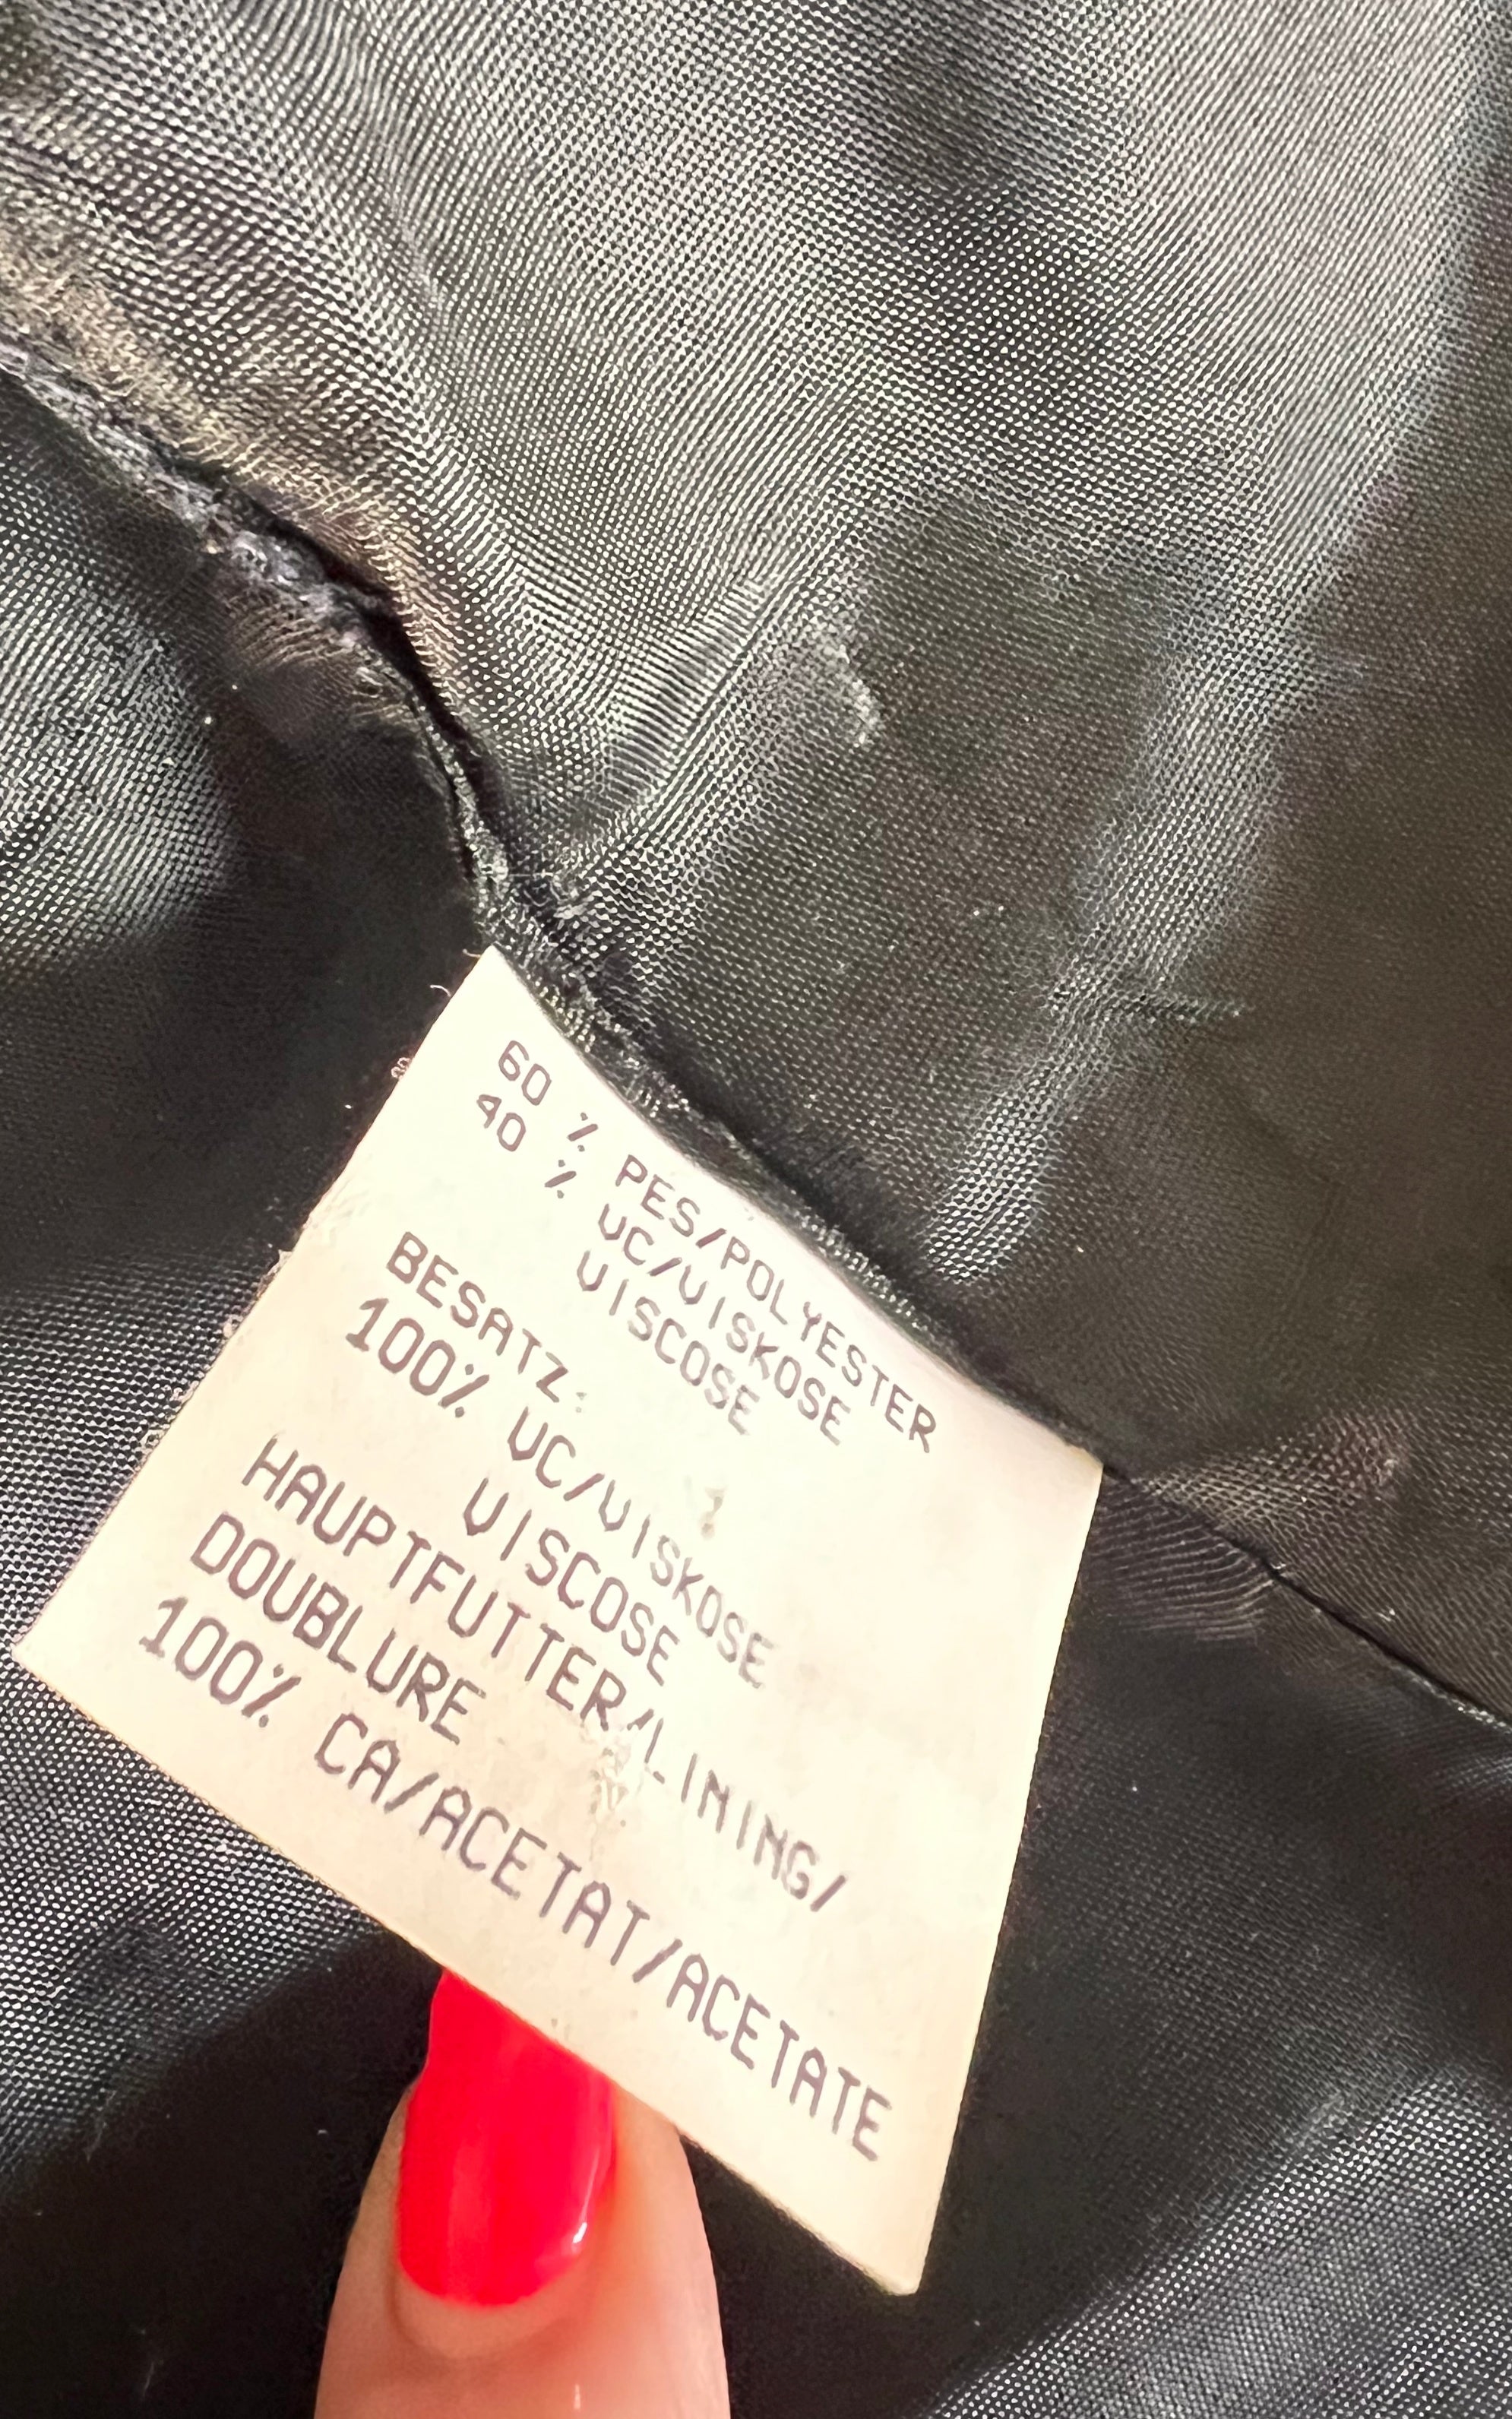 60 % PES/POLYESTER
40 % VC/VISKOSE
VISCOSE
BESATZ:
100% VC/VISKOSE
VISCOSE
HAUPTFUTTER/LINING/
DOUBLURE
100% CA/ACETAT/ACETATE